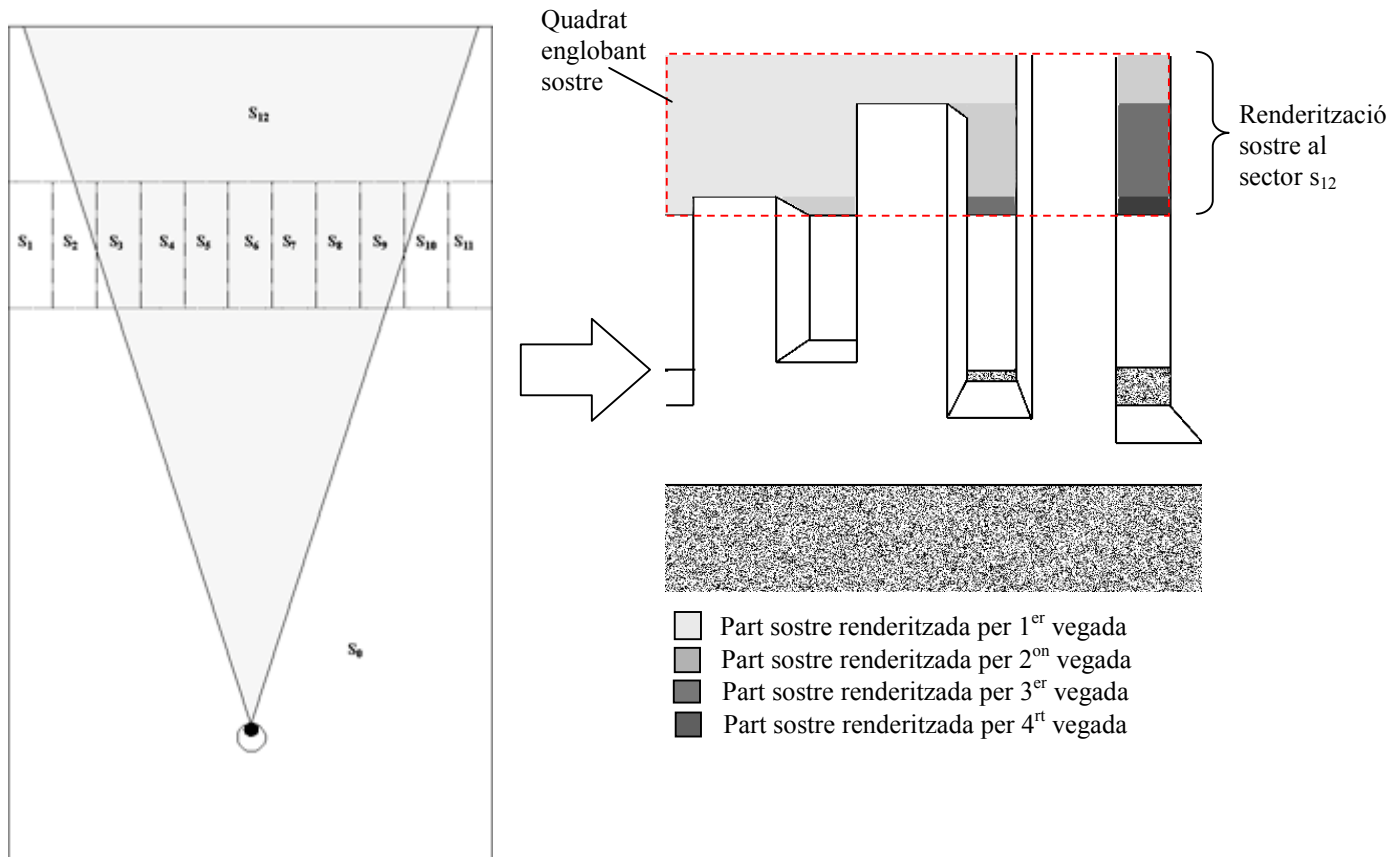 S₁₂
S₁ S₂ S₃ S₄ S₅ S₆ S₇ S₈ S₉ S₁₀ S₁₁
S₀
Quadrat
englobant
sostre
Renderització
sostre al
sector s₁₂
Part sostre renderitzada per 1ᵉʳ vegada
Part sostre renderitzada per 2ᵒⁿ vegada
Part sostre renderitzada per 3ᵉʳ vegada
Part sostre renderitzada per 4ʳᵗ vegada